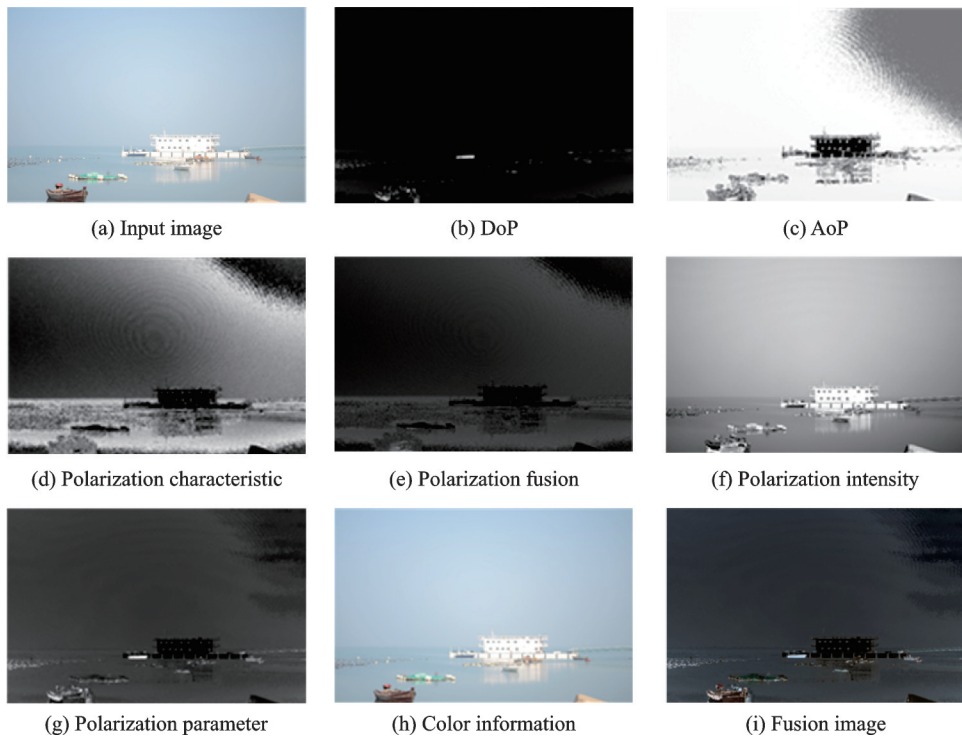 (a) Input image
(b) DoP
(c) AoP
(d) Polarization characteristic
(e) Polarization fusion
(f) Polarization intensity
(g) Polarization parameter
(h) Color information
(i) Fusion image